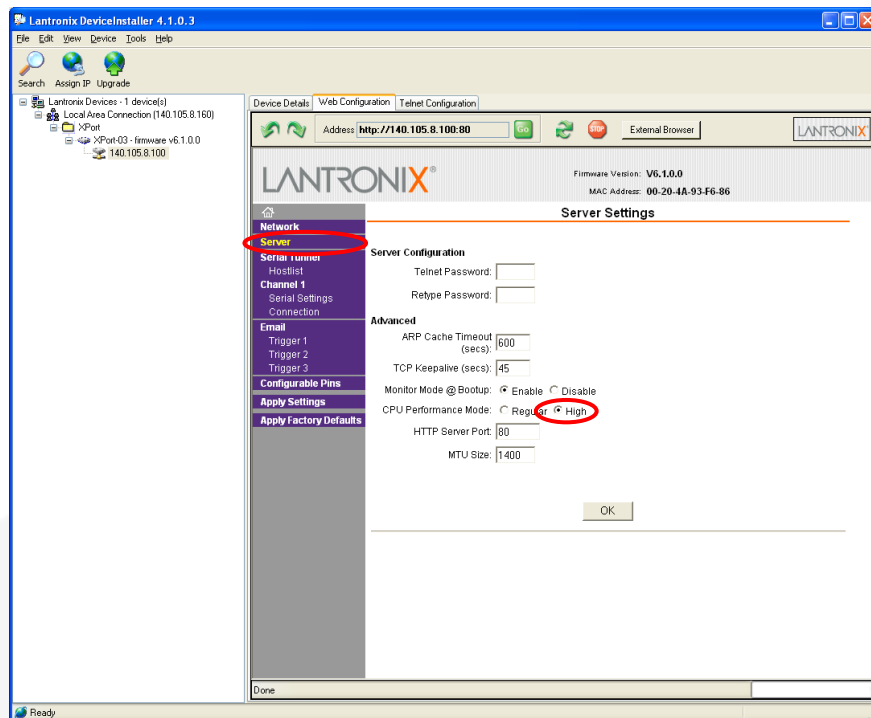 Lantronix DeviceInstaller 4.1.0.3
File Edit View Device Tools Help
Search Assign IP Upgrade
Lantronix Devices - 1 device(s)
Local Area Connection (140.105.8.160)
XPort
XPort-03 - firmware v6.1.0.0
140.105.8.100
Device Details Web Configuration Telnet Configuration
Address http://140.105.8.100:80 Go STOP External Browser LANTRONIX
LANTRONIX®
Firmware Version: V6.1.0.0
MAC Address: 00-20-4A-93-F6-86
Network
Server
Serial Tunnel
Hostlist
Channel 1
Serial Settings
Connection
Email
Trigger 1
Trigger 2
Trigger 3
Configurable Pins
Apply Settings
Apply Factory Defaults
Server Settings
Server Configuration
Telnet Password:
Retype Password:
Advanced
ARP Cache Timeout (secs): 600
TCP Keepalive (secs): 45
Monitor Mode @ Bootup: Enable Disable
CPU Performance Mode: Regular High
HTTP Server Port: 80
MTU Size: 1400
OK
Done
Ready